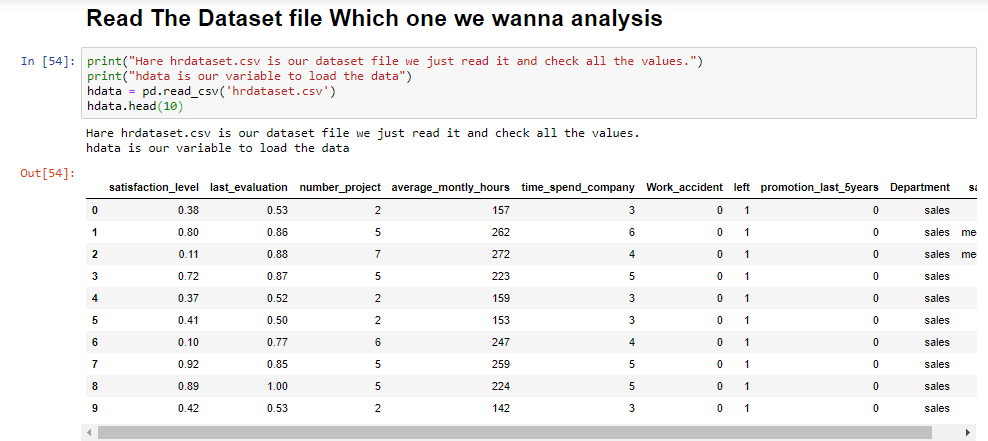 Read The Dataset file Which one we wanna analysis
In [54]: print("Hare hrdataset.csv is our dataset file we just read it and check all the values.")
print("hdata is our variable to load the data")
hdata = pd.read_csv('hrdataset.csv')
hdata.head(10)
Hare hrdataset.csv is our dataset file we just read it and check all the values.
hdata is our variable to load the data
Out[54]:
satisfaction_level last_evaluation number_project average_montly_hours time_spend_company Work_accident left promotion_last_5years Department sa
0 0.38 0.53 2 157 3 0 1 0 sales
1 0.80 0.86 5 262 6 0 1 0 sales me
2 0.11 0.88 7 272 4 0 1 0 sales me
3 0.72 0.87 5 223 5 0 1 0 sales
4 0.37 0.52 2 159 3 0 1 0 sales
5 0.41 0.50 2 153 3 0 1 0 sales
6 0.10 0.77 6 247 4 0 1 0 sales
7 0.92 0.85 5 259 5 0 1 0 sales
8 0.89 1.00 5 224 5 0 1 0 sales
9 0.42 0.53 2 142 3 0 1 0 sales